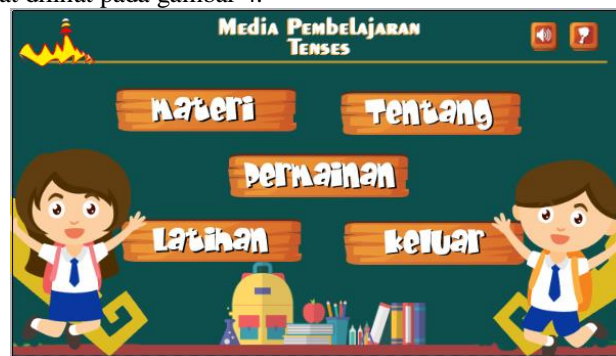 at dilihat pada gambar 4.
Media Pembelajaran
Tenses
Materi
Tentang
Permainan
Latihan
Keluar